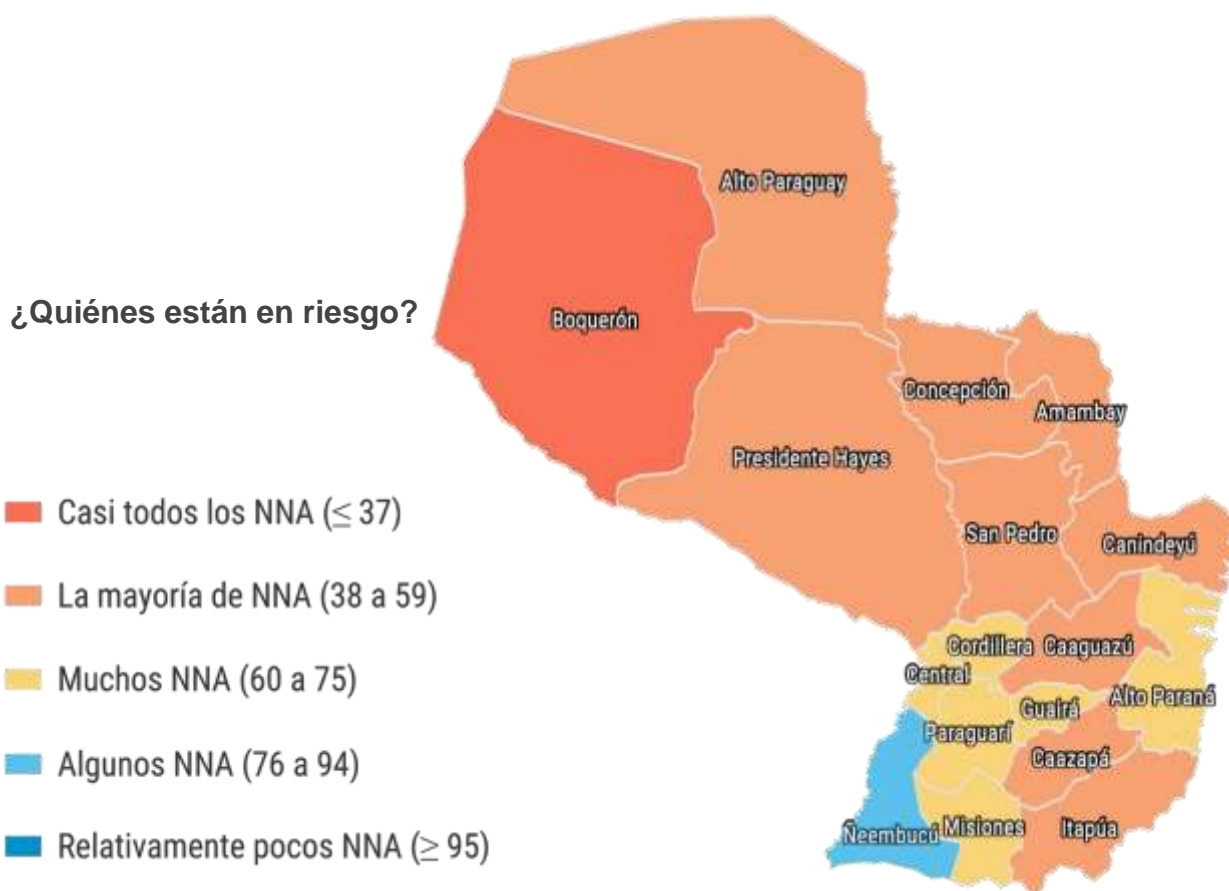 Alto Paraguay
¿Quiénes están en riesgo?
Boquerón
Concepción
Amambay
Presidente Hayes
Casi todos los NNA (≤ 37)
San Pedro
Canindeyú
La mayoría de NNA (38 a 59)
Cordillera
Caaguazú
Central
Muchos NNA (60 a 75)
Alto Paraná
Guairá
Paraguarí
Caazapá
Algunos NNA (76 a 94)
Ñeembucú
Misiones
Itapúa
Relativamente pocos NNA (≥ 95)